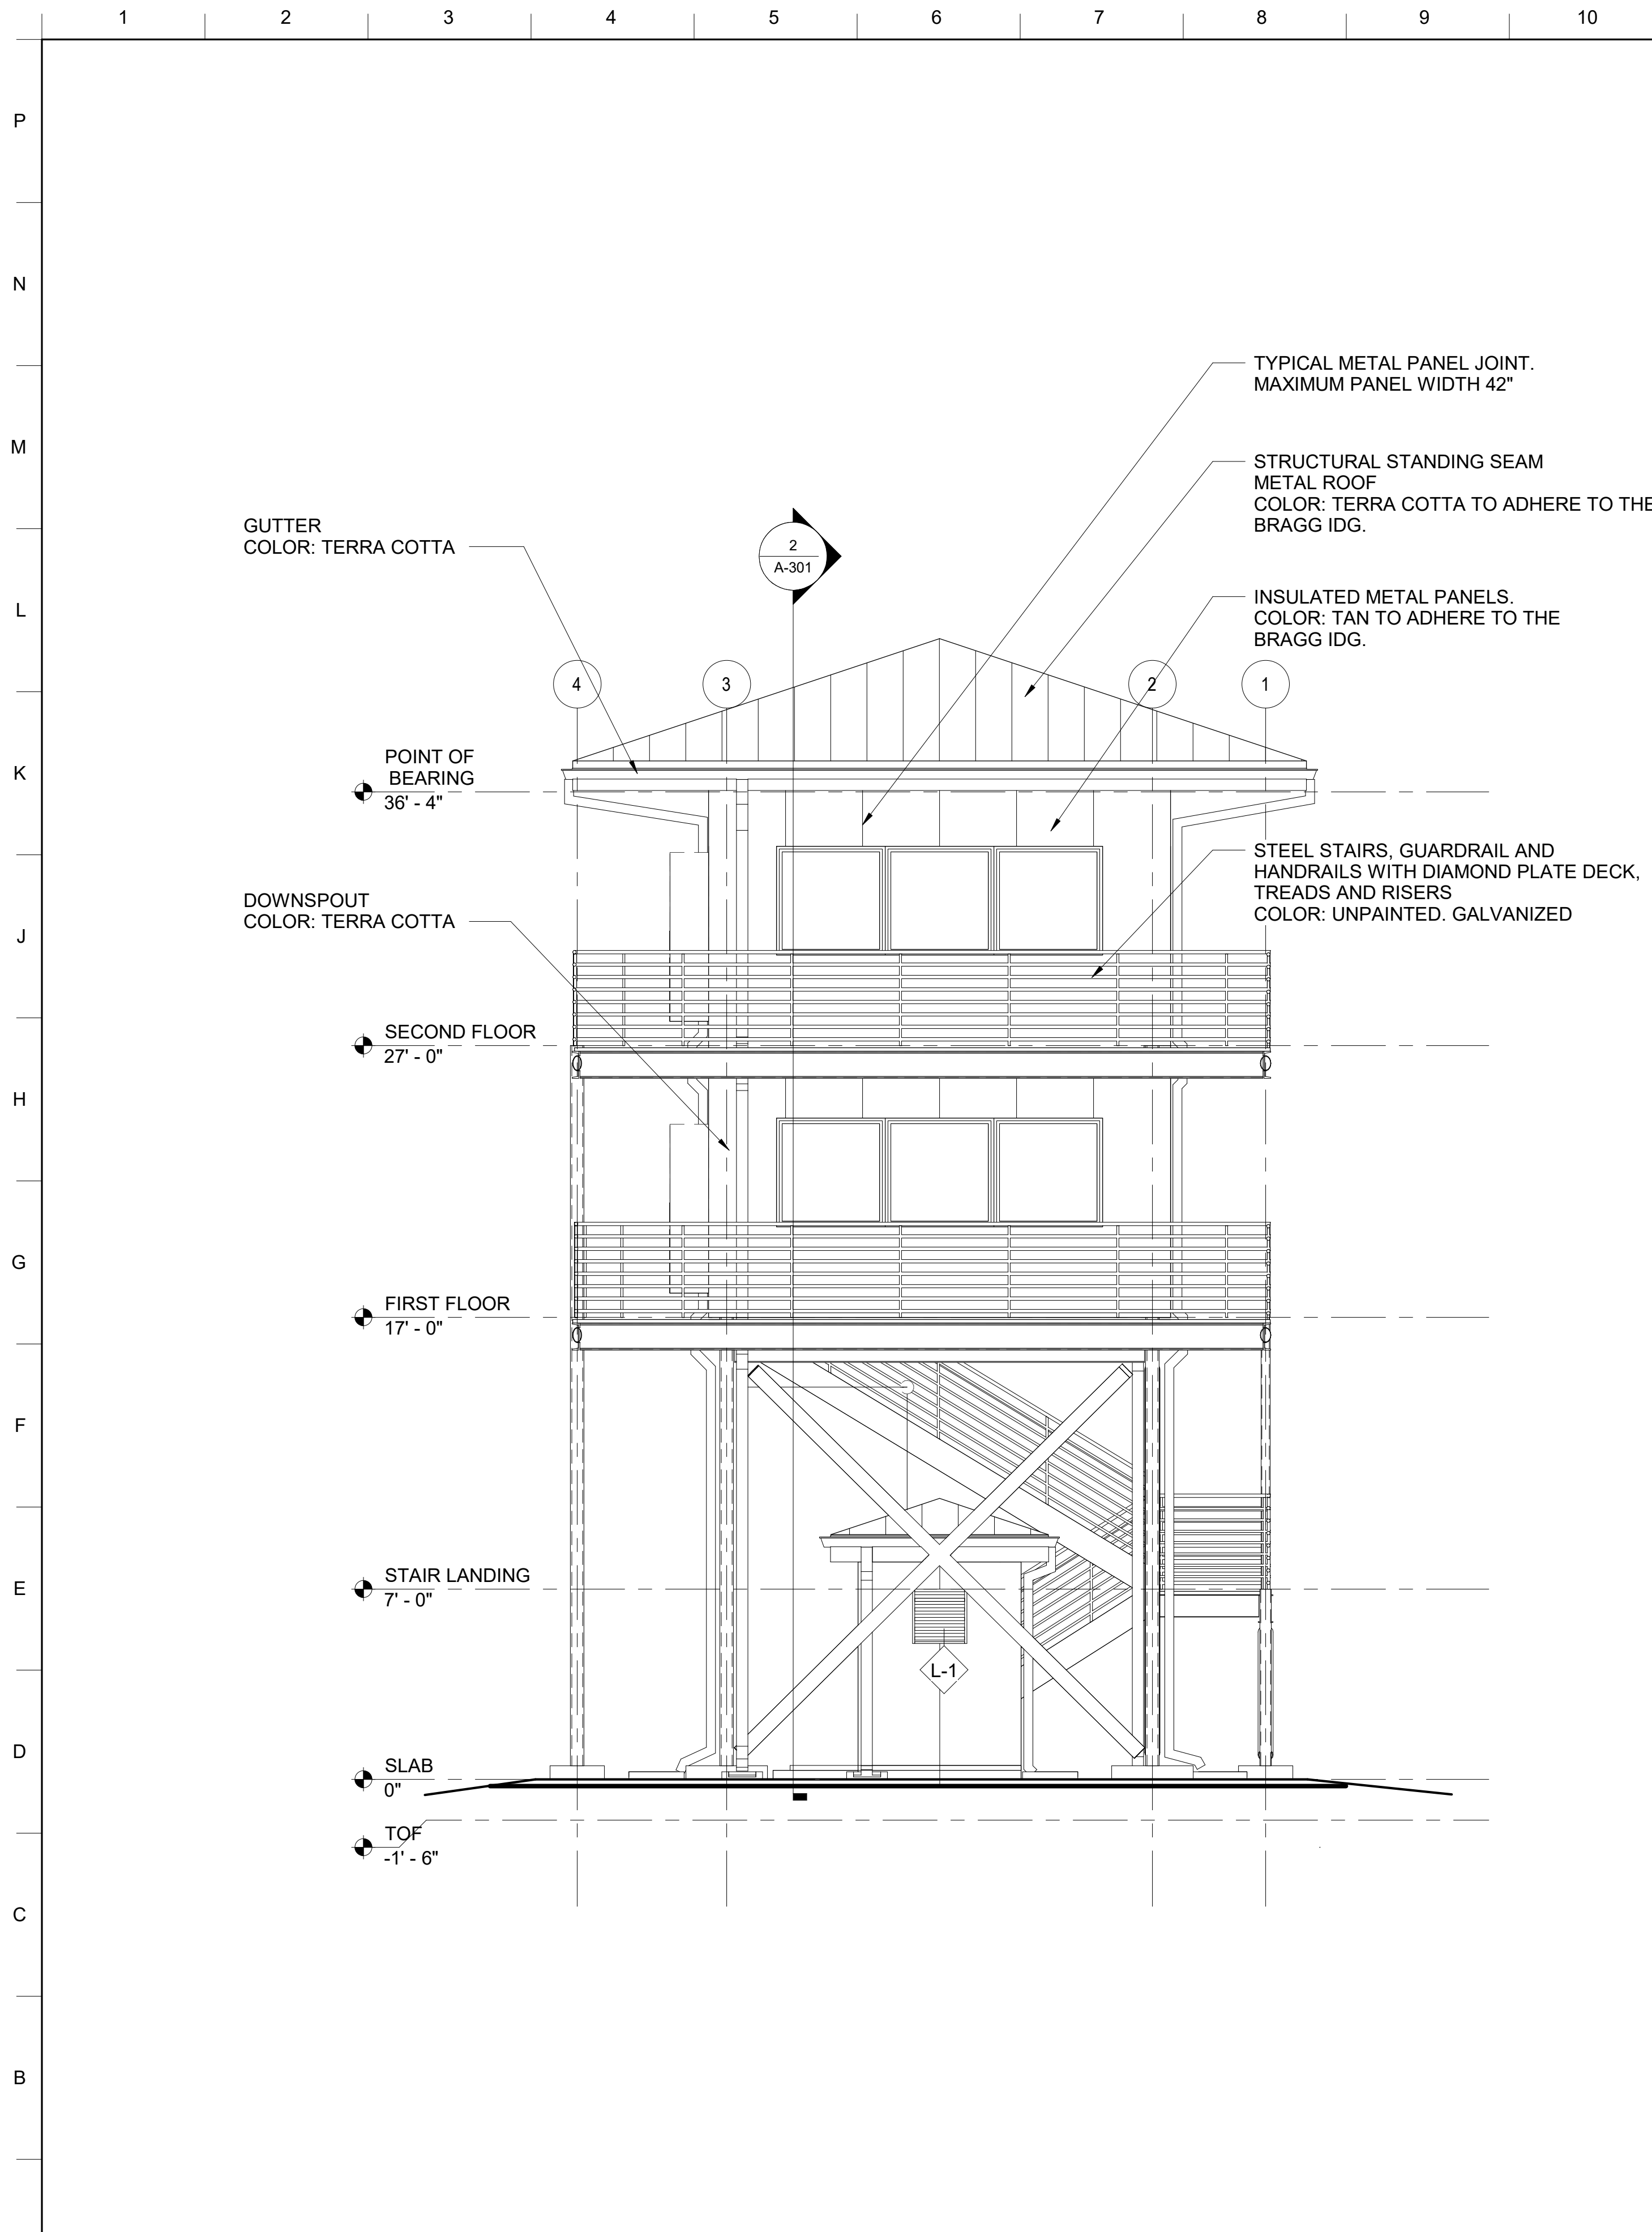 1 2 3 4 5 6 7 8 9 10
P
N
TYPICAL METAL PANEL JOINT.
MAXIMUM PANEL WIDTH 42"
M
STRUCTURAL STANDING SEAM
METAL ROOF
COLOR: TERRA COTTA TO ADHERE TO THE
BRAGG IDG.
GUTTER
COLOR: TERRA COTTA
2
A-301
L
INSULATED METAL PANELS.
COLOR: TAN TO ADHERE TO THE
BRAGG IDG.
4 3 2 1
K
POINT OF
BEARING
36' - 4"
STEEL STAIRS, GUARDRAIL AND
HANDRAILS WITH DIAMOND PLATE DECK,
TREADS AND RISERS
COLOR: UNPAINTED. GALVANIZED
DOWNSPOUT
COLOR: TERRA COTTA
J
SECOND FLOOR
27' - 0"
H
G
FIRST FLOOR
17' - 0"
F
E
STAIR LANDING
7' - 0"
L-1
D
SLAB
0"
TOF
-1' - 6"
C
B